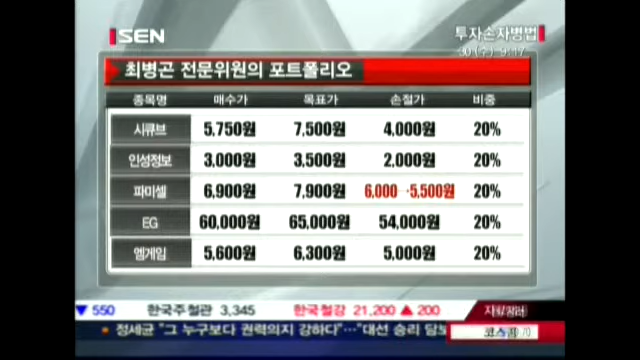 SEN
투자손자병법
30(수) 9:17
최병곤 전문위원의 포트폴리오
종목명 매수가 목표가 손절가 비중
시큐브 5,750원 7,500원 4,000원 20%
인성정보 3,000원 3,500원 2,000원 20%
파미셀 6,900원 7,900원 6,000→5,500원 20%
EG 60,000원 65,000원 54,000원 20%
엠게임 5,600원 6,300원 5,000원 20%
▼ 550 한국주철관 3,345 한국철강 21,200 ▲ 200
정세균 "그 누구보다 권력의지 강하다"…"대선 승리 담보